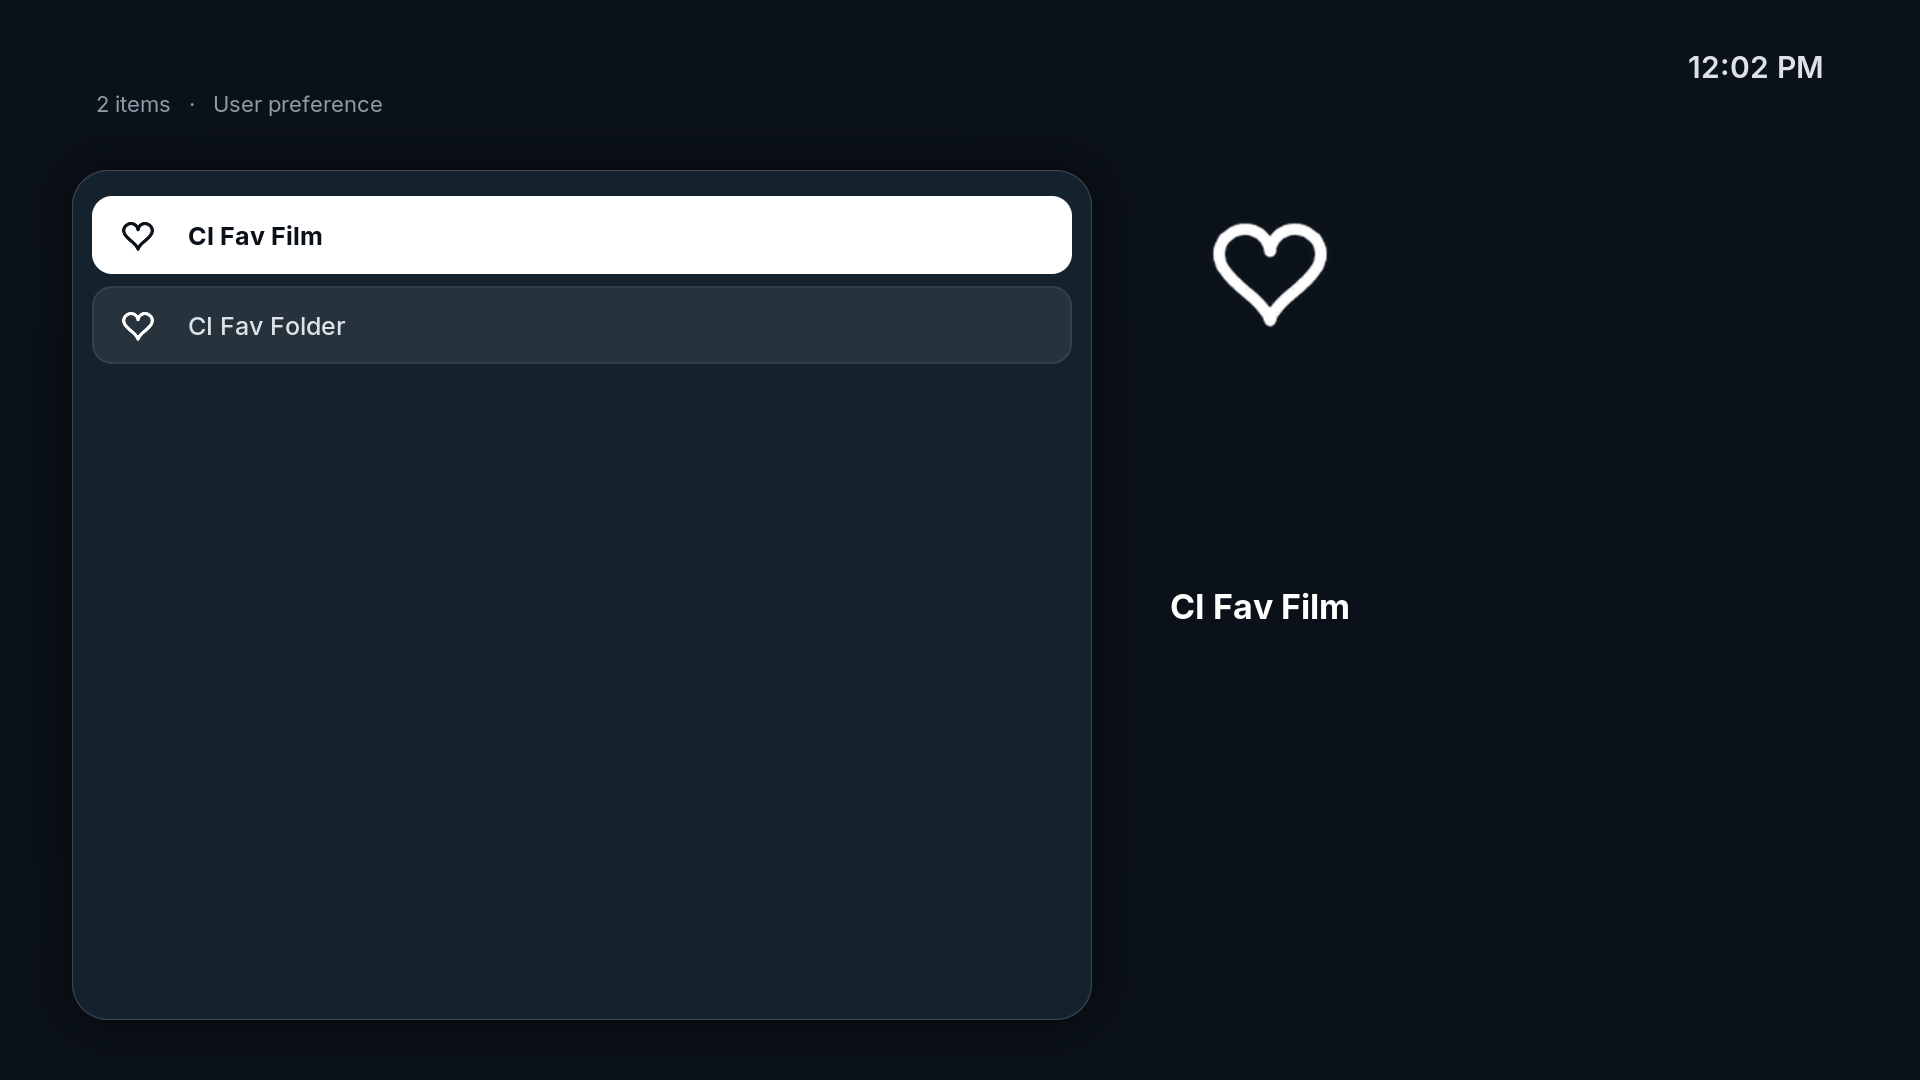 12:02 PM
2 items · User preference
CI Fav Film
CI Fav Folder
CI Fav Film